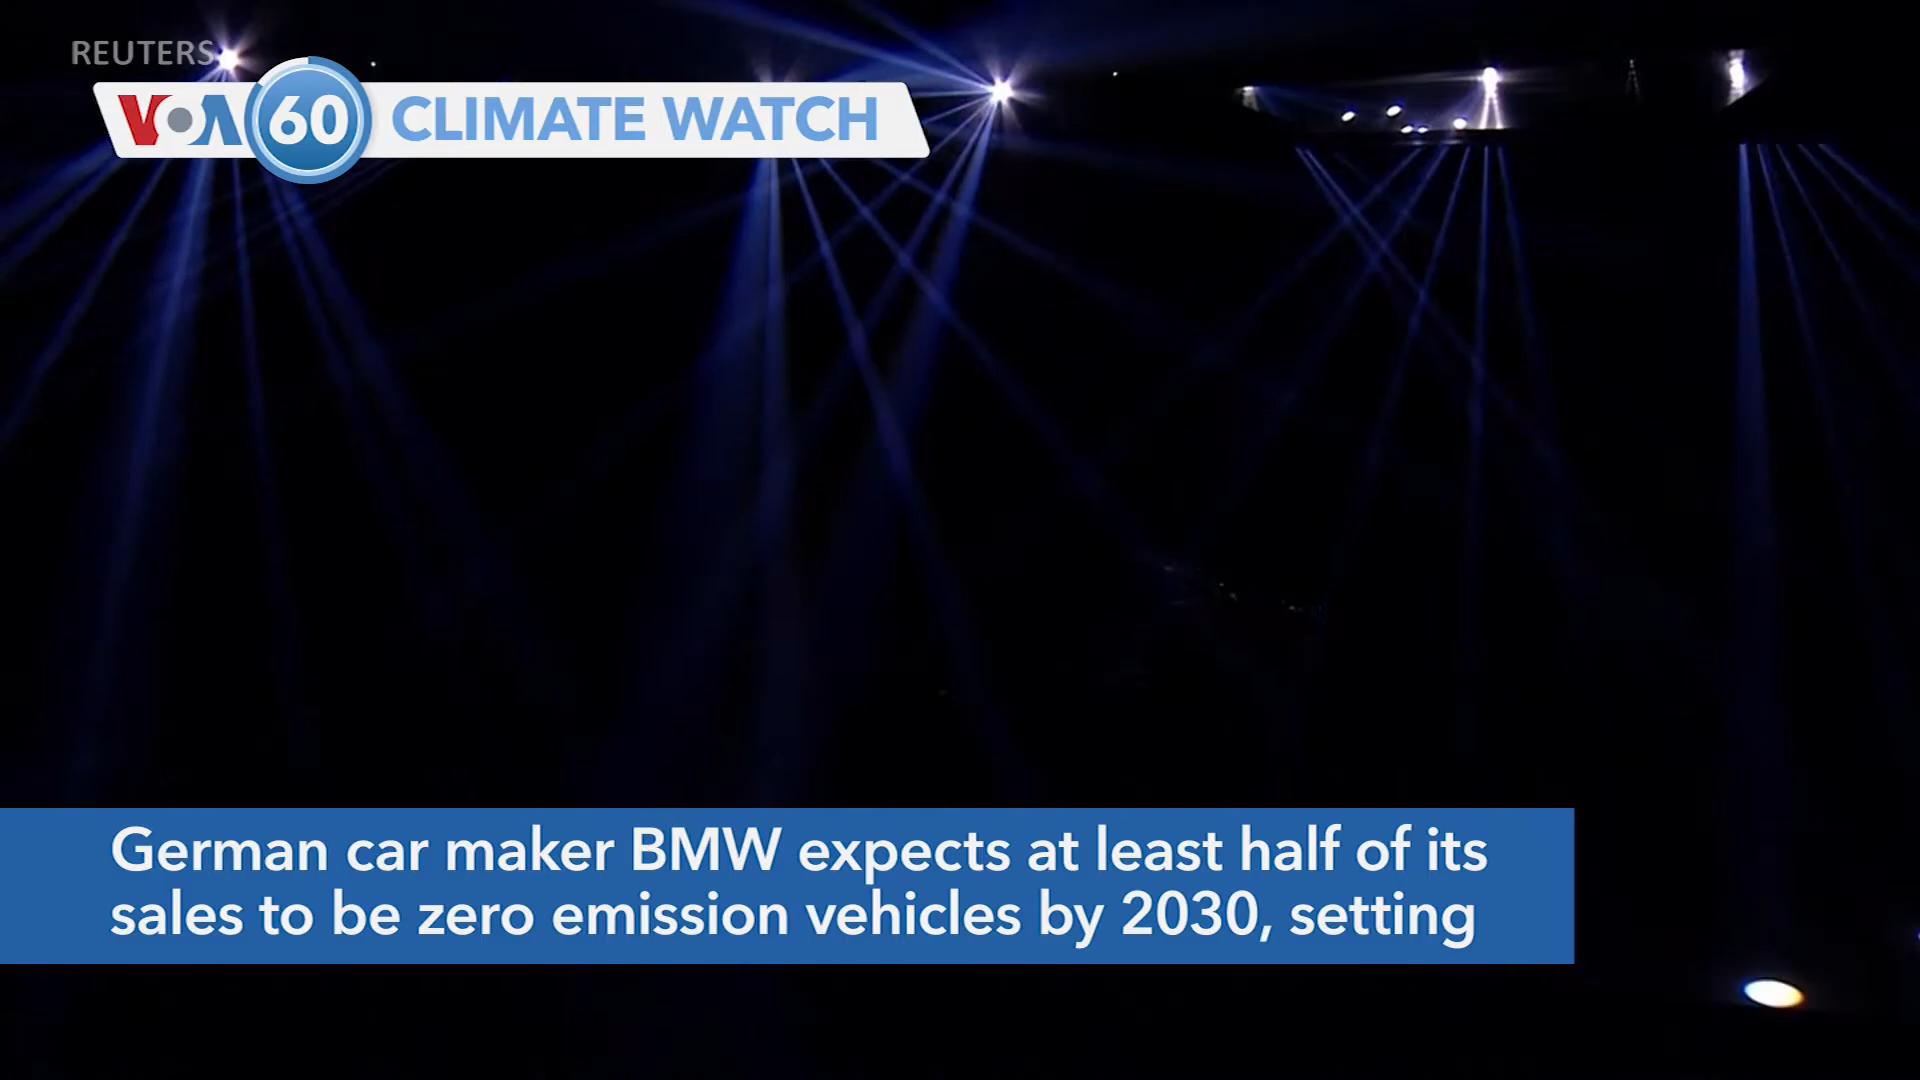 REUTERS
VOA 60 CLIMATE WATCH
German car maker BMW expects at least half of its
sales to be zero emission vehicles by 2030, setting